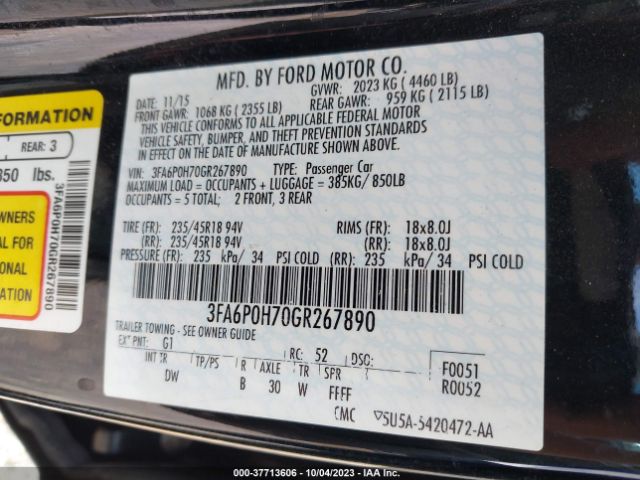 MFD. BY FORD MOTOR CO.
DATE: 11/15 GVWR: 2023 KG ( 4460 LB)
FRONT GAWR: 1068 KG ( 2355 LB) REAR GAWR: 959 KG ( 2115 LB)
THIS VEHICLE CONFORMS TO ALL APPLICABLE FEDERAL MOTOR
VEHICLE SAFETY, BUMPER, AND THEFT PREVENTION STANDARDS
IN EFFECT ON THE DATE OF MANUFACTURE SHOWN ABOVE.
VIN: 3FA6P0H70GR267890 TYPE: Passenger Car
MAXIMUM LOAD = OCCUPANTS + LUGGAGE = 385KG/ 850LB
OCCUPANTS = 5 TOTAL; 2 FRONT, 3 REAR
TIRE (FR): 235/45R18 94V RIMS (FR): 18x8.0J
(RR): 235/45R18 94V (RR): 18x8.0J
PRESSURE (FR): 235 kPa/ 34 PSI COLD (RR): 235 kPa/ 34 PSI COLD
3FA6P0H70GR267890
TRAILER TOWING - SEE OWNER GUIDE
EXT PNT: G1 RC: 52 DSO: F0051
INT TR TP/PS R AXLE TR SPR R0052
DW B 30 W FFFF
CMC 5U5A-5420472-AA
FORMATION
REAR: 3
850 lbs.
3FA6P0H70GR267890
WNERS
AL FOR
ONAL
ON
000-37713606 - 10/04/2023 - IAA Inc.